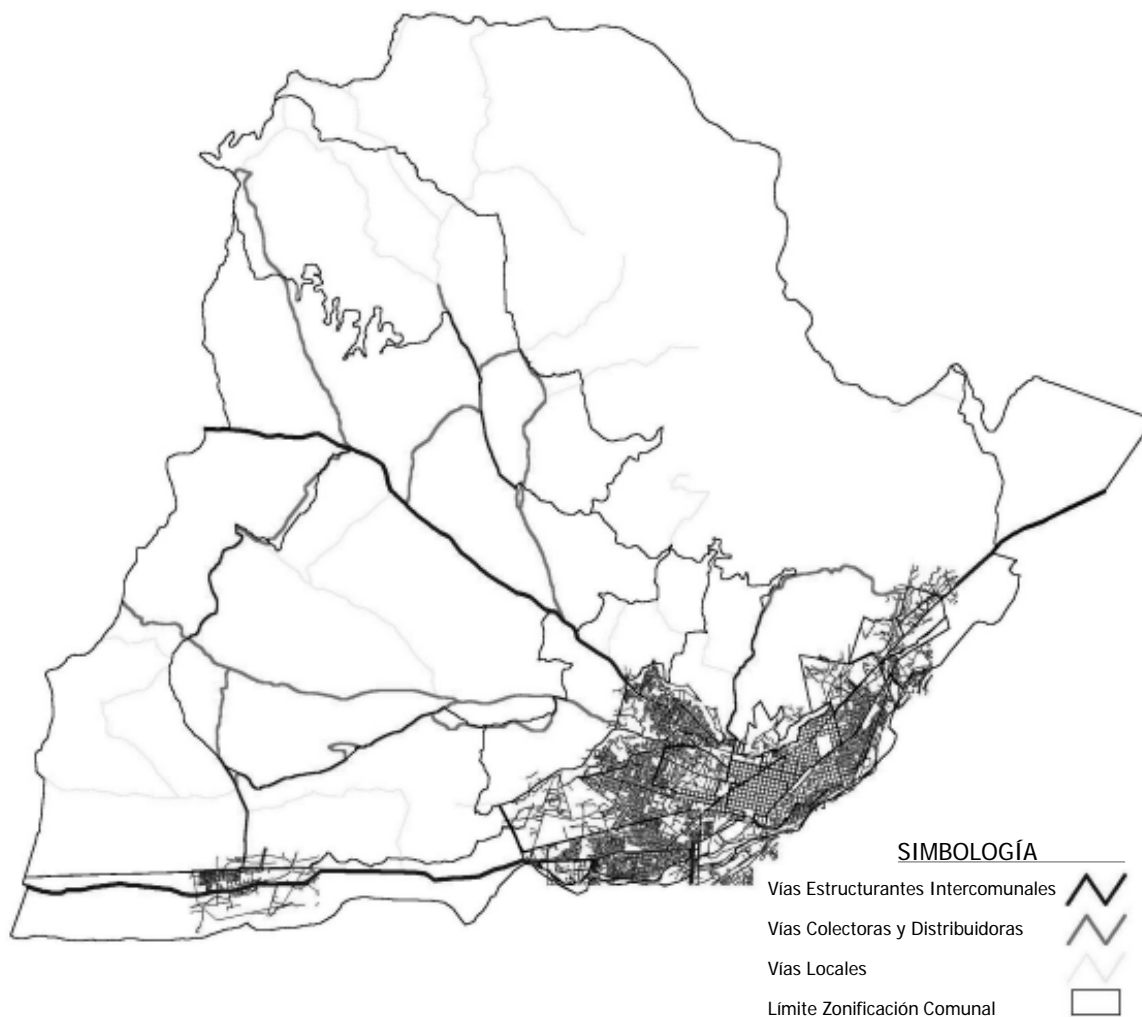 SIMBOLOGÍA
Vías Estructurantes Intercomunales
Vías Colectoras y Distribuidoras
Vías Locales
Límite Zonificación Comunal